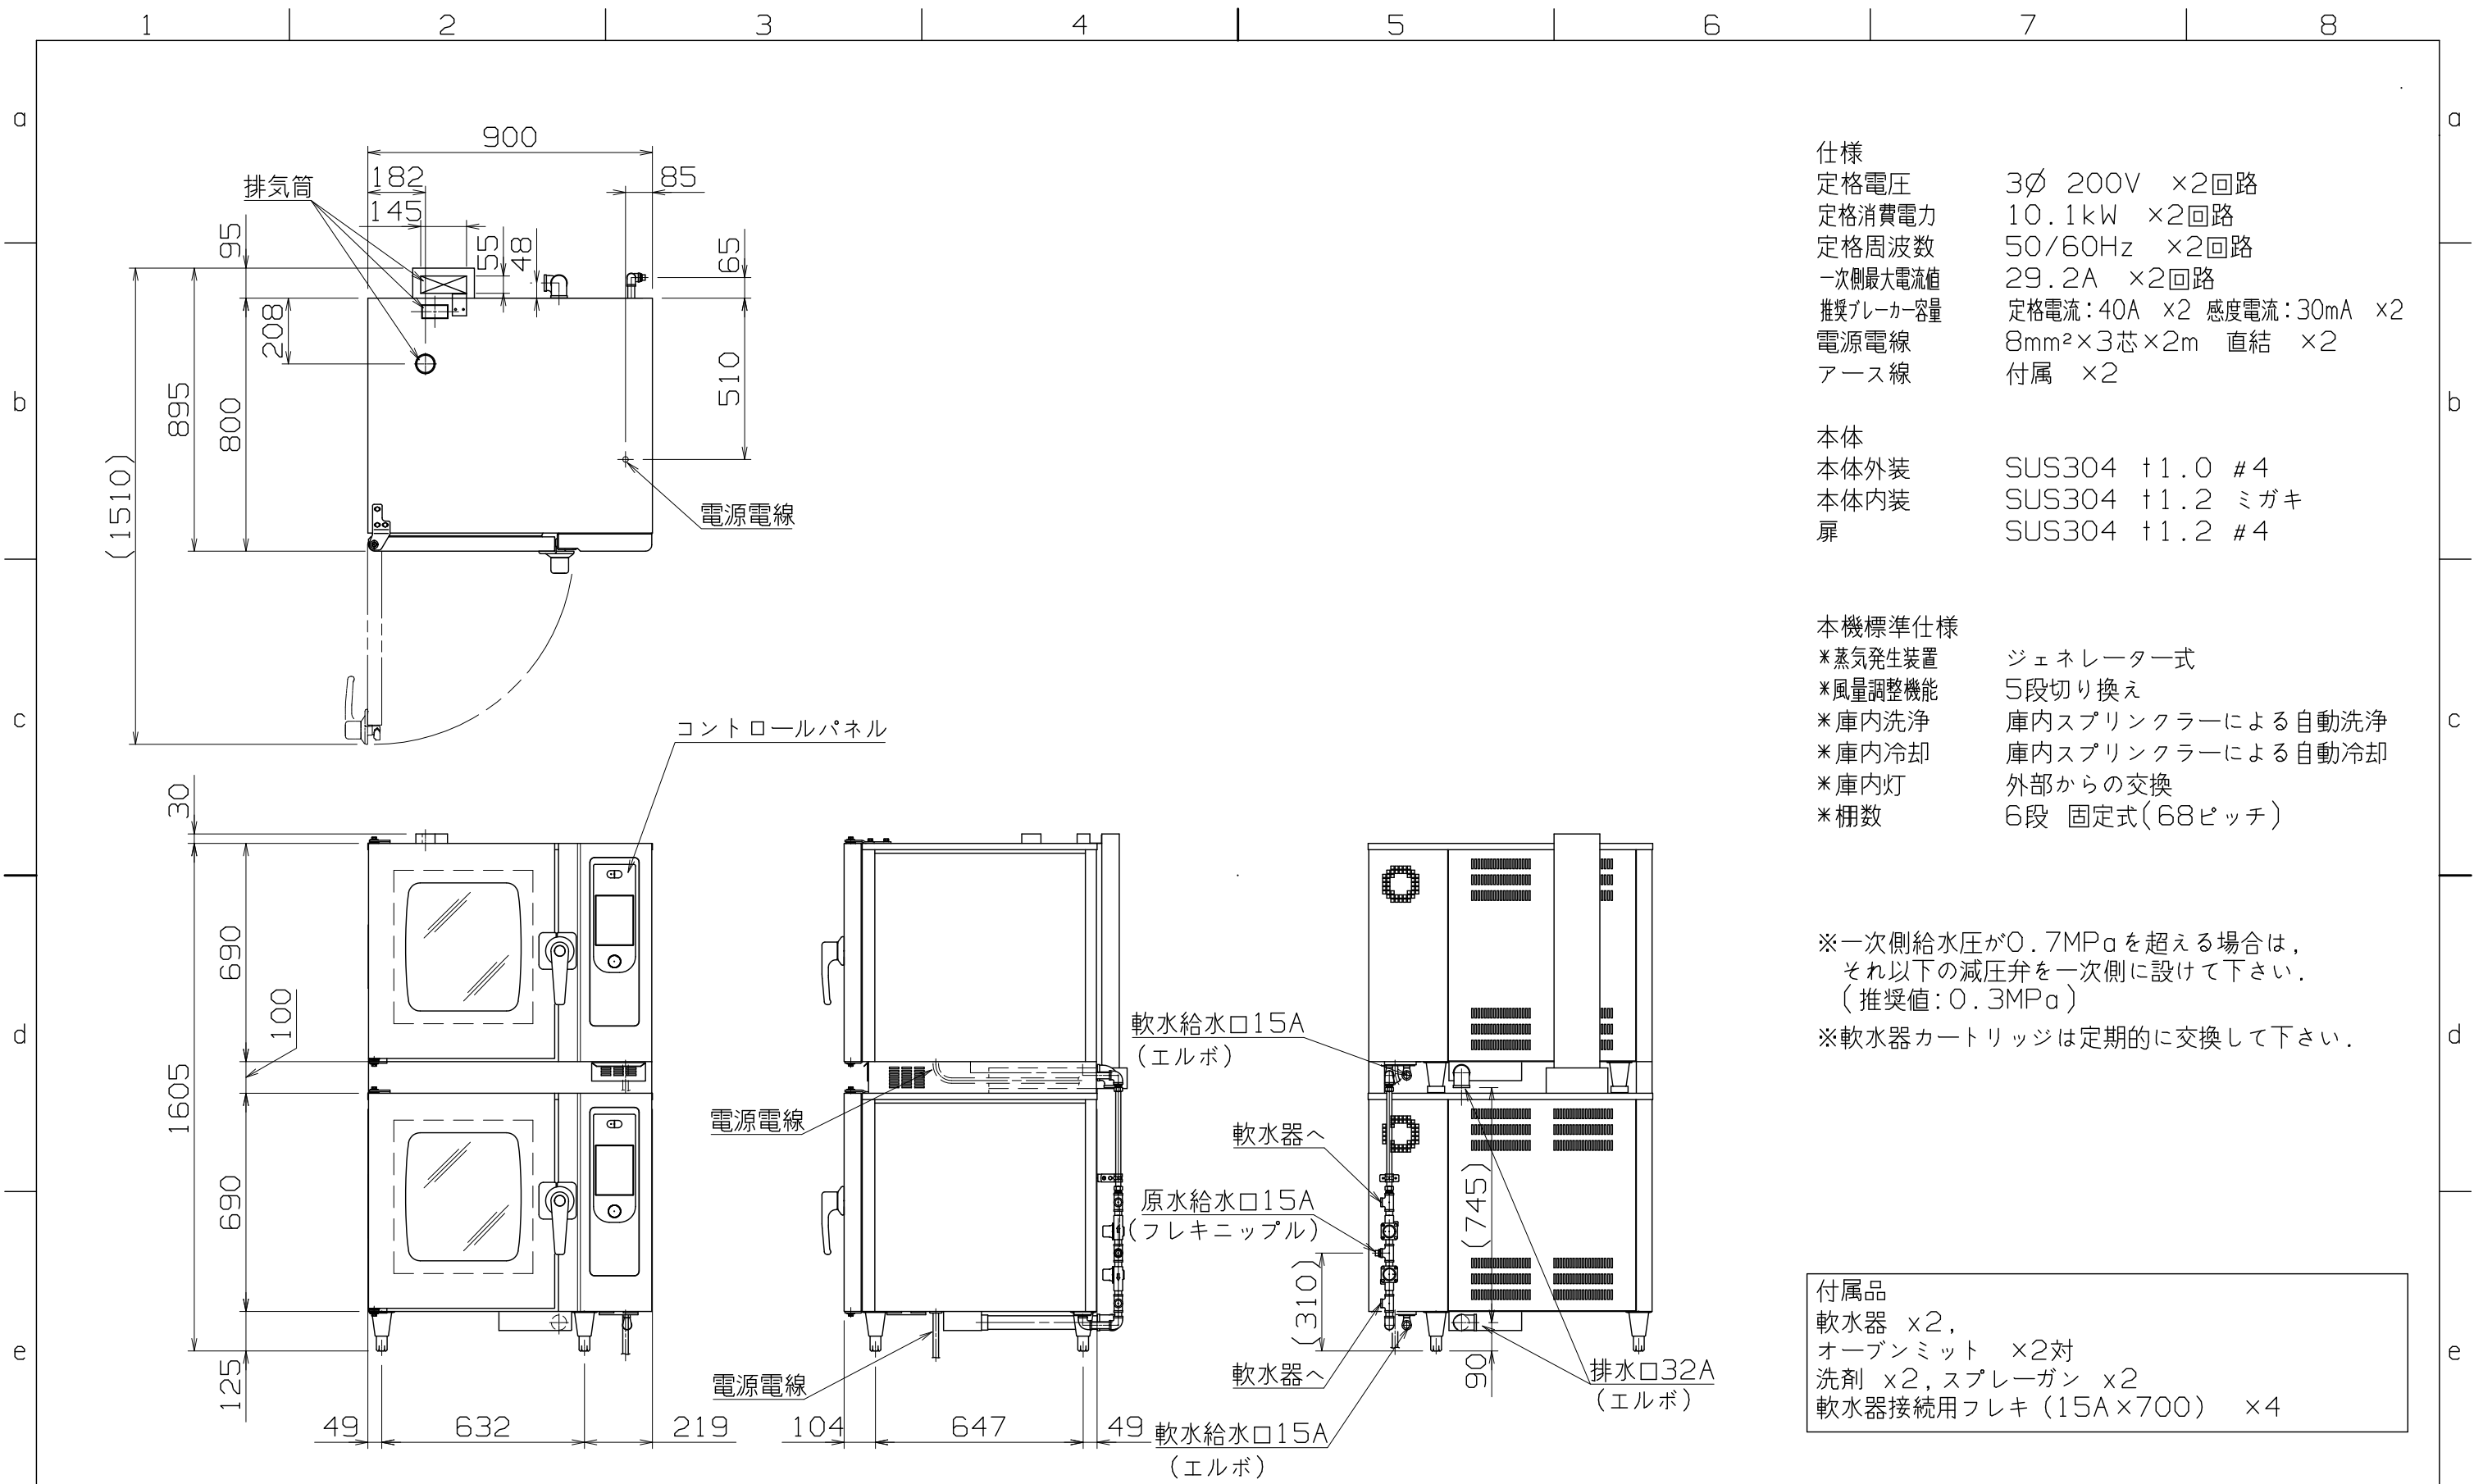 1 2 3 4 5 6 7 8
a
a
b
b
c
c
d
d
e
e
900
182
85
排気筒
145
95
55
48
65
208
510
895
800
(1510)
電源電線
コントロールパネル
30
690
100
1605
690
125
49
632
219
電源電線
電源電線
104
647
49
軟水給水口15A
(エルボ)
軟水器へ
原水給水口15A
(フレキニップル)
(745)
(310)
軟水器へ
90
排水口32A
(エルボ)
軟水給水口15A
(エルボ)
仕様
定格電圧 3∅ 200V ×2回路
定格消費電力 10.1kW ×2回路
定格周波数 50/60Hz ×2回路
一次側最大電流値 29.2A ×2回路
推奨ブレーカー容量 定格電流:40A ×2 感度電流:30mA ×2
電源電線 8mm²×3芯×2m 直結 ×2
アース線 付属 ×2
本体
本体外装 SUS304 t1.0 #4
本体内装 SUS304 t1.2 ミガキ
扉 SUS304 t1.2 #4
本機標準仕様
*蒸気発生装置 ジェネレーター式
*風量調整機能 5段切り換え
*庫内洗浄 庫内スプリンクラーによる自動洗浄
*庫内冷却 庫内スプリンクラーによる自動冷却
*庫内灯 外部からの交換
*棚数 6段 固定式(68ピッチ)
※一次側給水圧が0.7MPaを超える場合は,
それ以下の減圧弁を一次側に設けて下さい.
(推奨値:0.3MPa)
※軟水器カートリッジは定期的に交換して下さい.
付属品
軟水器 x2,
オーブンミット ×2対
洗剤 x2,スプレーガン x2
軟水器接続用フレキ(15A×700) ×4